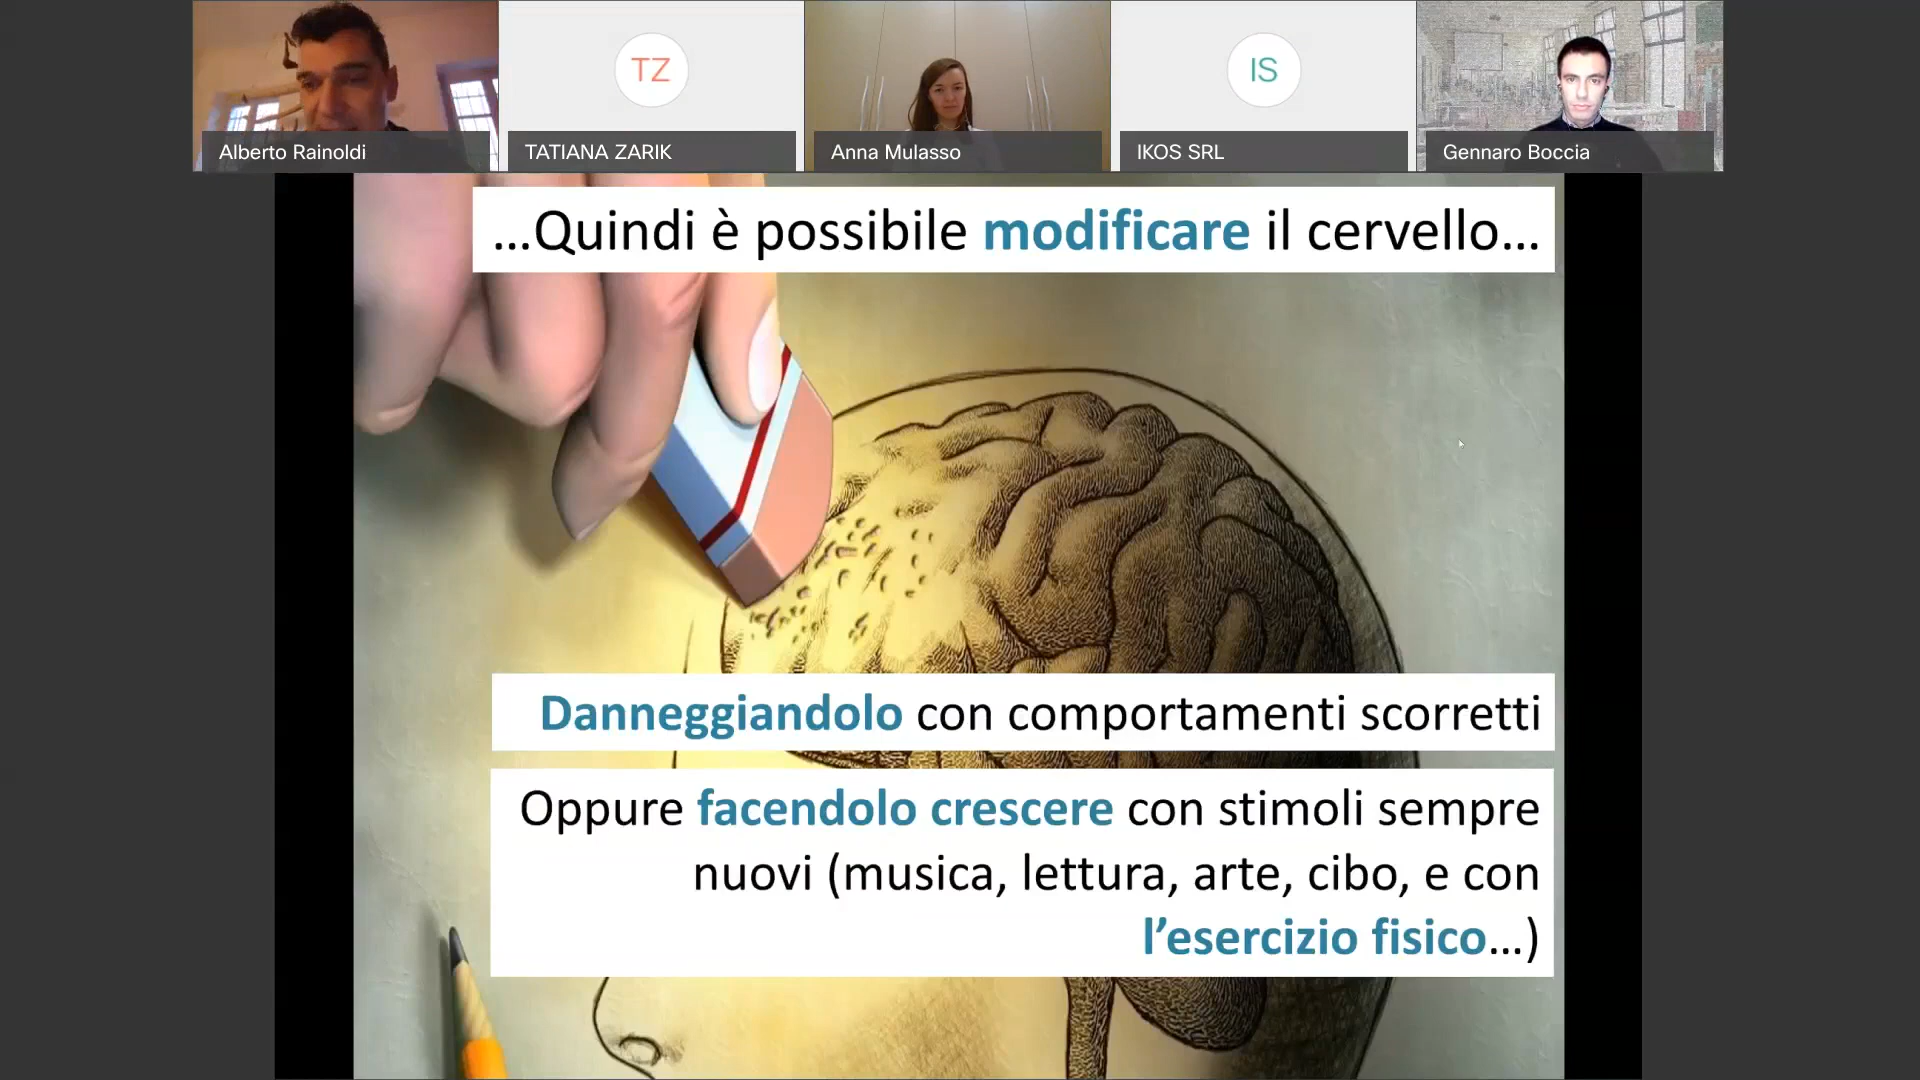 TZ
IS
Alberto Rainoldi
TATIANA ZARIK
Anna Mulasso
IKOS SRL
Gennaro Boccia
...Quindi è possibile modificare il cervello...
Danneggiandolo con comportamenti scorretti
Oppure facendolo crescere con stimoli sempre
nuovi (musica, lettura, arte, cibo, e con
l’esercizio fisico...)